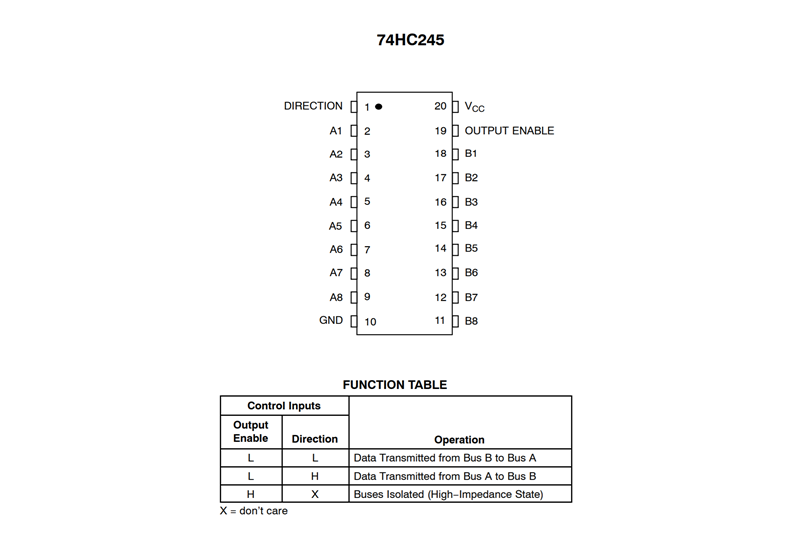 74HC245
DIRECTION 1 20 VCC
A1 2 19 OUTPUT ENABLE
A2 3 18 B1
A3 4 17 B2
A4 5 16 B3
A5 6 15 B4
A6 7 14 B5
A7 8 13 B6
A8 9 12 B7
GND 10 11 B8
FUNCTION TABLE
Control Inputs
Output
Enable Direction Operation
L L Data Transmitted from Bus B to Bus A
L H Data Transmitted from Bus A to Bus B
H X Buses Isolated (High−Impedance State)
X = don't care